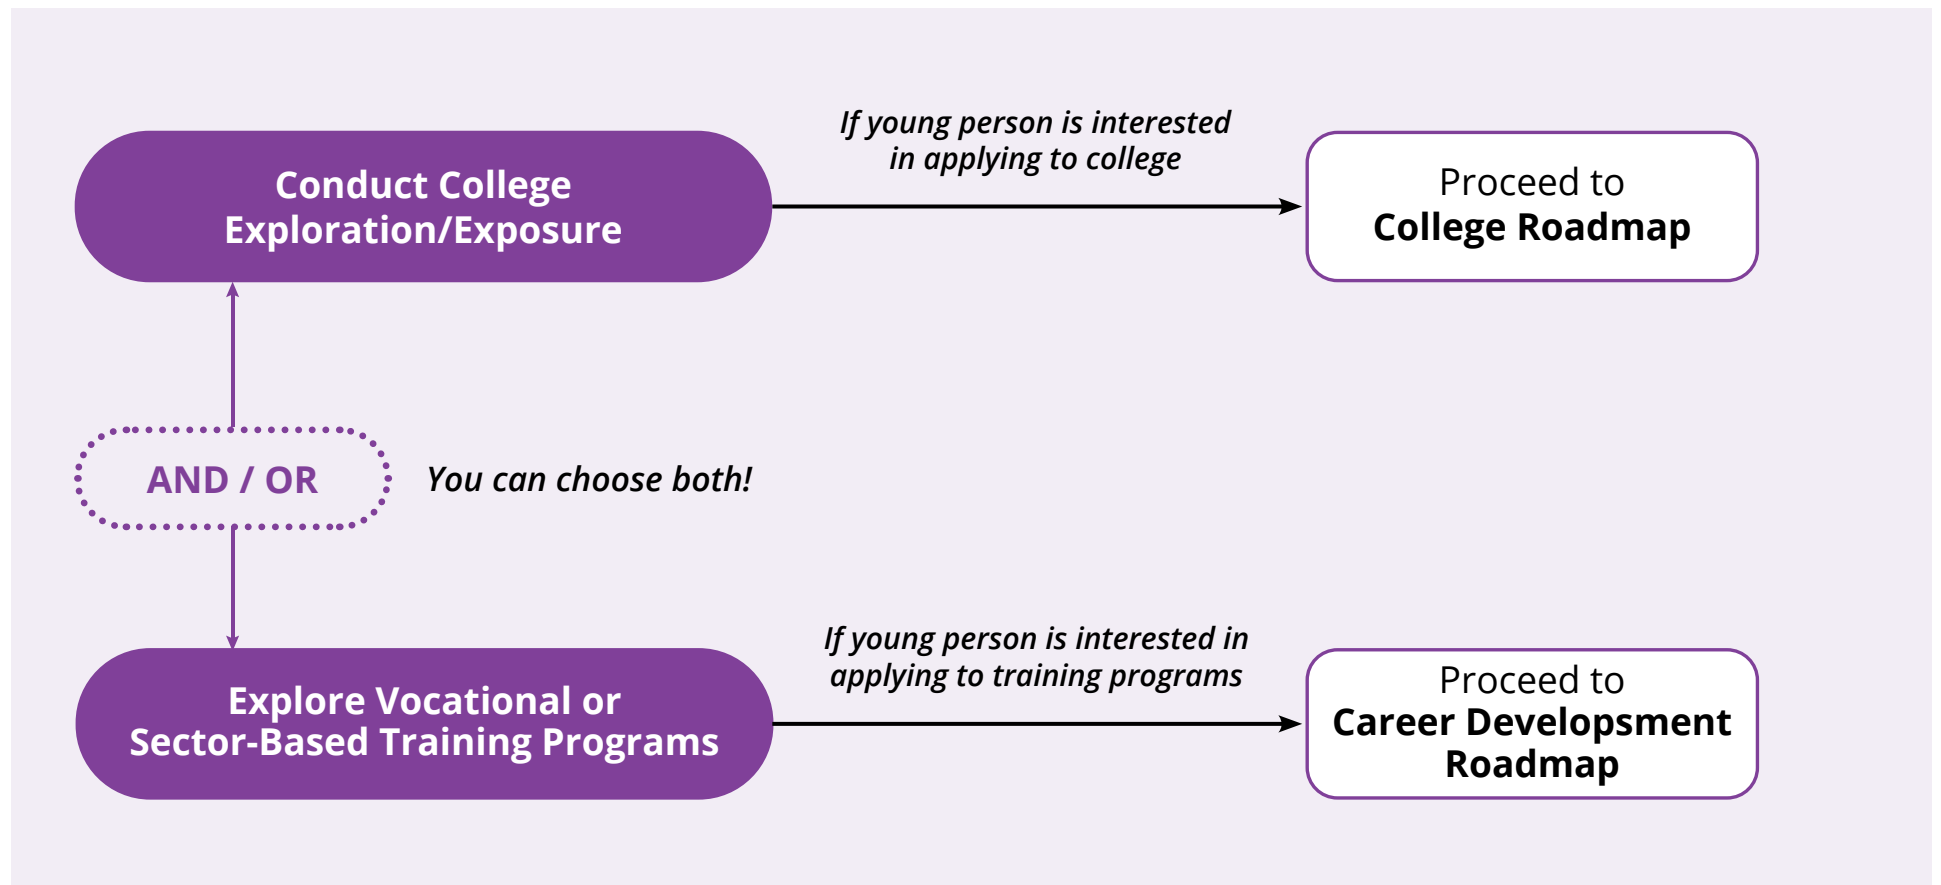 Conduct College
Exploration/Exposure
If young person is interested
in applying to college
Proceed to
College Roadmap
AND / OR
You can choose both!
Explore Vocational or
Sector-Based Training Programs
If young person is interested in
applying to training programs
Proceed to
Career Developsment
Roadmap